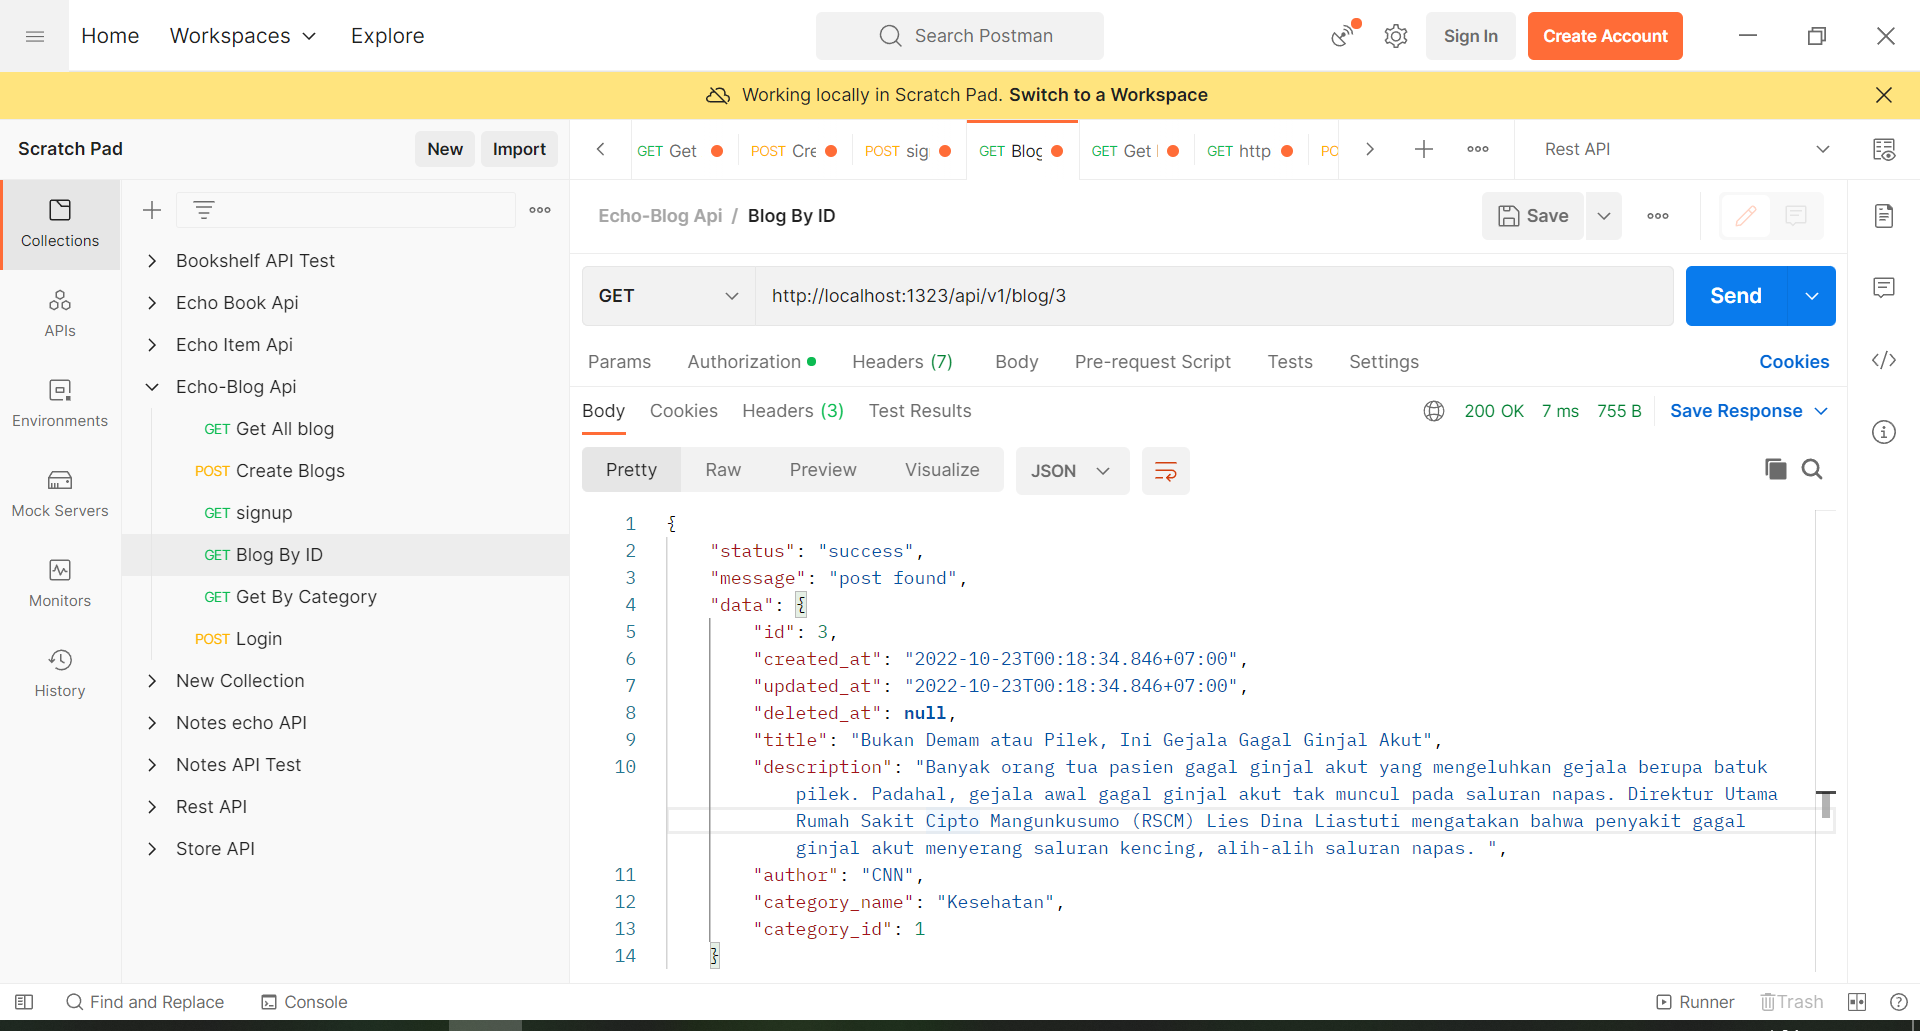 Home Workspaces Explore Search Postman Sign In Create Account
Working locally in Scratch Pad. Switch to a Workspace
Scratch Pad New Import
GET Get POST Cre POST sig GET Blog GET Get GET http PO Rest API
Echo-Blog Api / Blog By ID Save
Collections
APIs
Environments
Mock Servers
Monitors
History
Bookshelf API Test
Echo Book Api
Echo Item Api
Echo-Blog Api
GET Get All blog
POST Create Blogs
GET signup
GET Blog By ID
GET Get By Category
POST Login
New Collection
Notes echo API
Notes API Test
Rest API
Store API
GET http://localhost:1323/api/v1/blog/3 Send
Params Authorization Headers (7) Body Pre-request Script Tests Settings Cookies
Body Cookies Headers (3) Test Results 200 OK 7 ms 755 B Save Response
Pretty Raw Preview Visualize JSON
1 {
2 "status": "success",
3 "message": "post found",
4 "data": {
5 "id": 3,
6 "created_at": "2022-10-23T00:18:34.846+07:00",
7 "updated_at": "2022-10-23T00:18:34.846+07:00",
8 "deleted_at": null,
9 "title": "Bukan Demam atau Pilek, Ini Gejala Gagal Ginjal Akut",
10 "description": "Banyak orang tua pasien gagal ginjal akut yang mengeluhkan gejala berupa batuk
pilek. Padahal, gejala awal gagal ginjal akut tak muncul pada saluran napas. Direktur Utama
Rumah Sakit Cipto Mangunkusumo (RSCM) Lies Dina Liastuti mengatakan bahwa penyakit gagal
ginjal akut menyerang saluran kencing, alih-alih saluran napas. ",
11 "author": "CNN",
12 "category_name": "Kesehatan",
13 "category_id": 1
14 }
Find and Replace Console Runner Trash